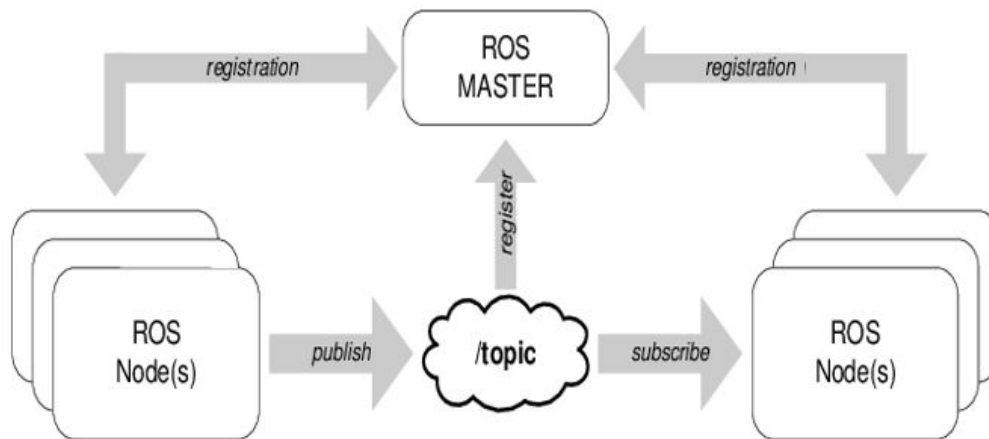 ROS
MASTER
registration
registration
register
ROS
Node(s)
publish
/topic
subscribe
ROS
Node(s)